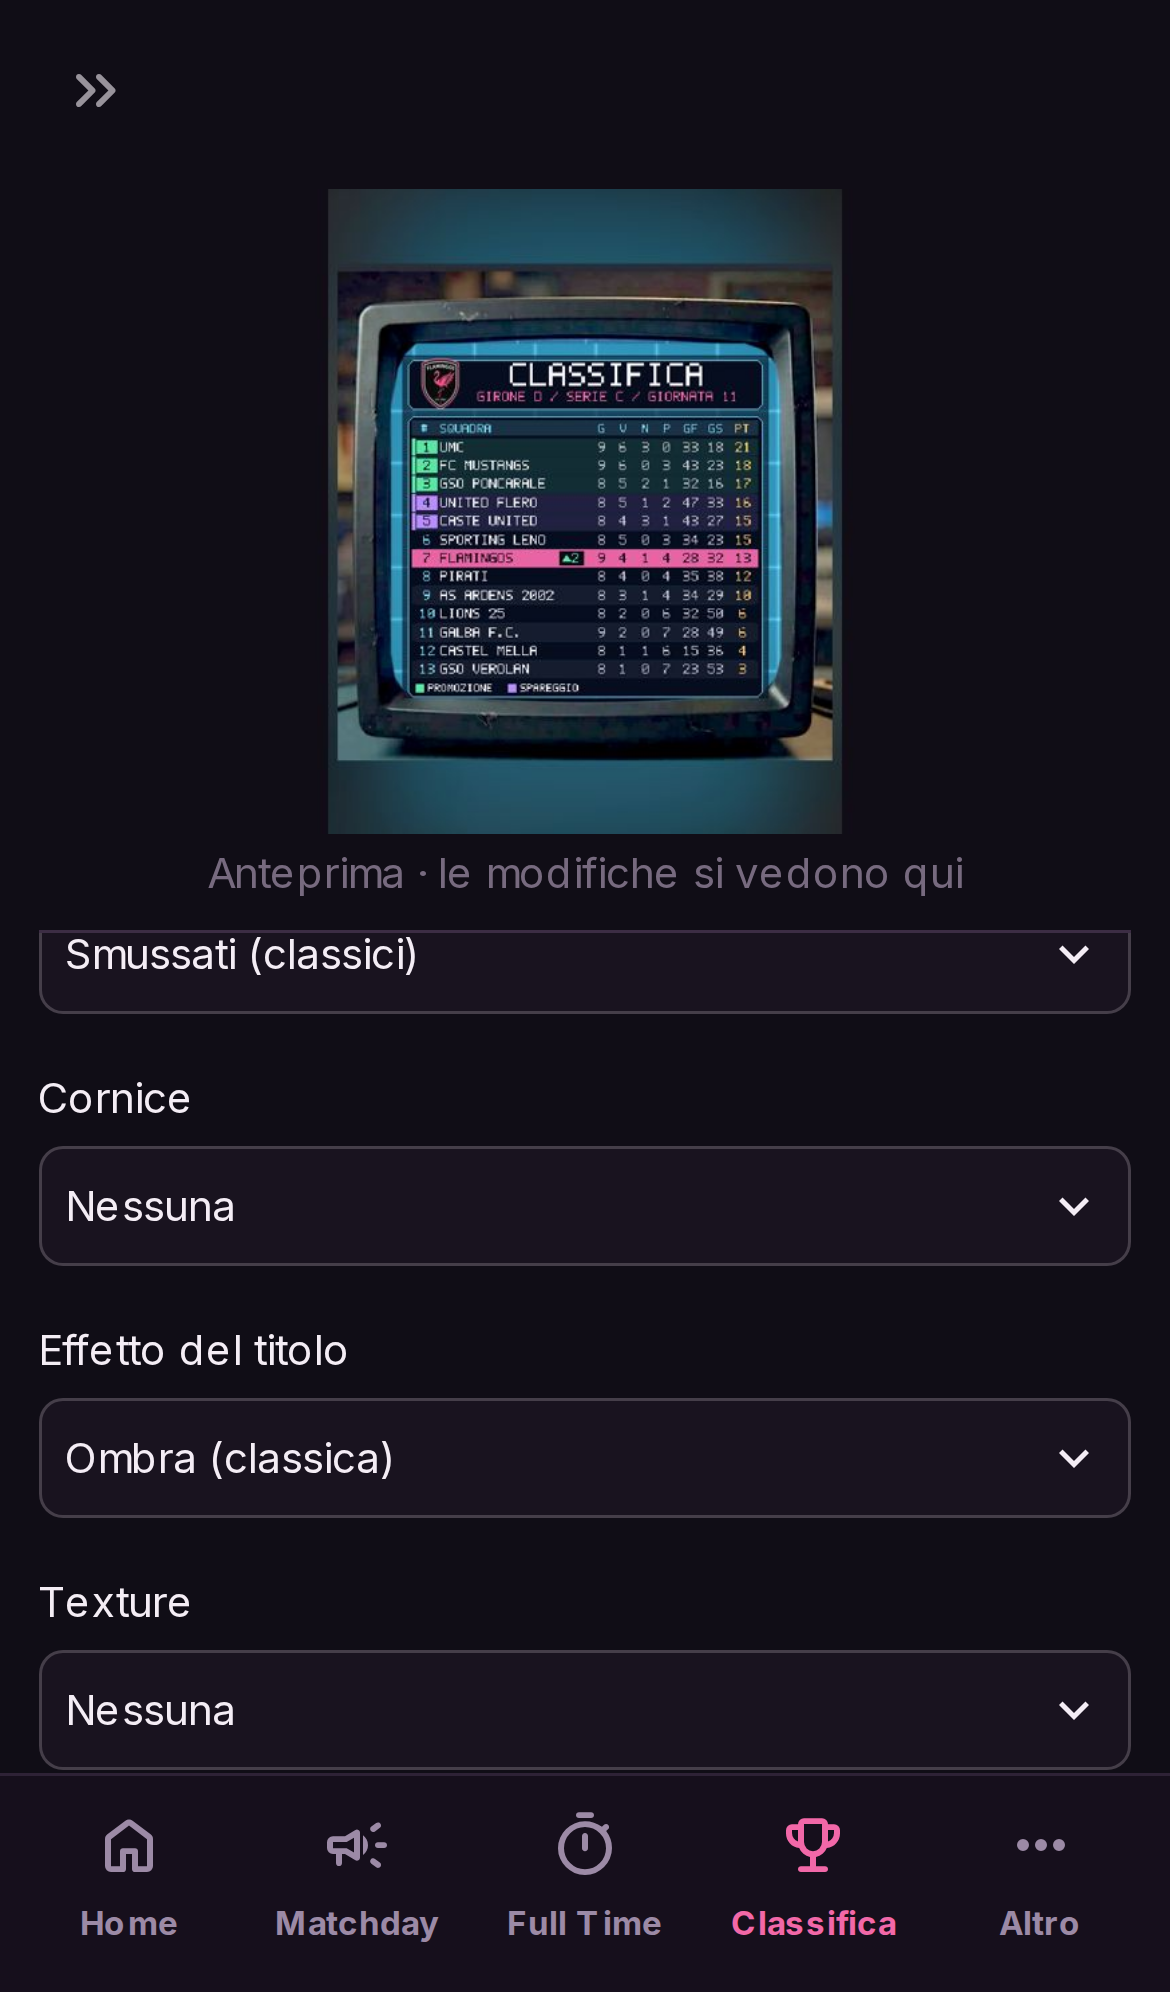 CLASSIFICA
GIRONE D / SERIE C / GIORNATA 11
# SQUADRA G V N P GF GS PT
1 UMC 9 6 3 0 33 18 21
2 FC MUSTANGS 9 6 0 3 43 23 18
3 GSO PONCARALE 8 5 2 1 32 16 17
4 UNITED FLERO 8 5 1 2 47 33 16
5 CASTE UNITED 8 4 3 1 43 27 15
6 SPORTING LENO 8 5 0 3 34 23 15
7 FLAMINGOS ▲2 9 4 1 4 28 32 13
8 PIRATI 8 4 0 4 35 38 12
9 AS ARDENS 2002 8 3 1 4 34 29 10
10 LIONS 25 8 2 0 6 32 50 6
11 GALBA F.C. 9 2 0 7 28 49 6
12 CASTEL MELLA 8 1 1 6 15 36 4
13 GSO VEROLAN 8 1 0 7 23 53 3
PROMOZIONE SPAREGGIO
Anteprima · le modifiche si vedono qui
Smussati (classici)
Cornice
Nessuna
Effetto del titolo
Ombra (classica)
Texture
Nessuna
Home Matchday Full Time Classifica Altro